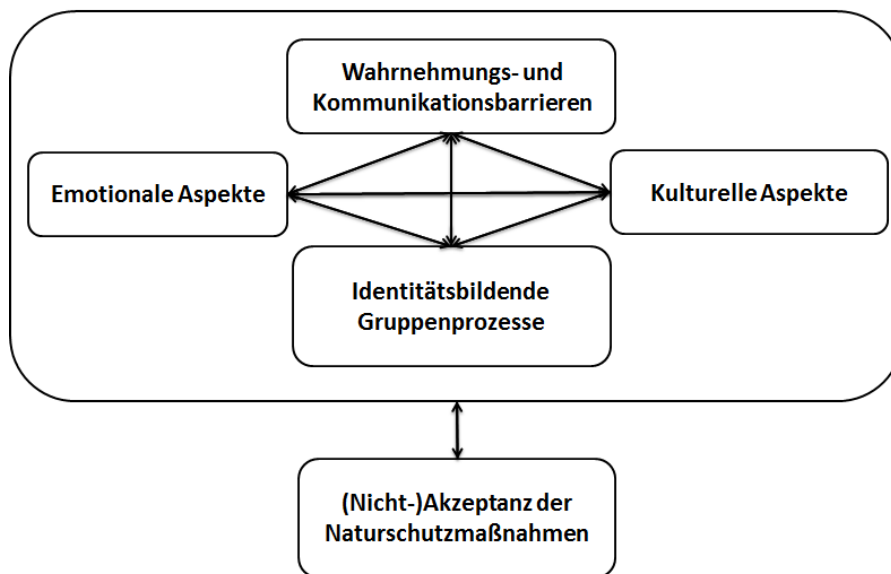 Wahrnehmungs- und
Kommunikationsbarrieren
Emotionale Aspekte
Kulturelle Aspekte
Identitätsbildende
Gruppenprozesse
(Nicht-)Akzeptanz der
Naturschutzmaßnahmen